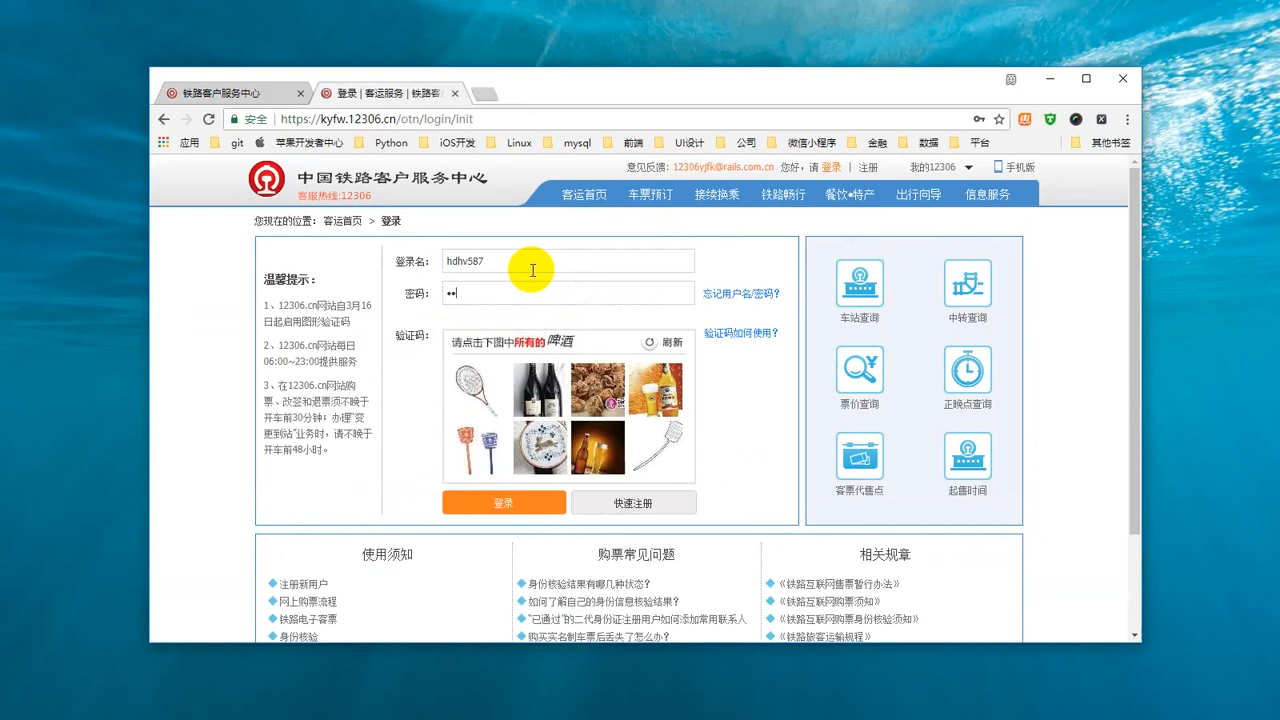 铁路客户服务中心
登录 | 客运服务 | 铁路客
安全 https://kyfw.12306.cn/otn/login/init
应用 git 苹果开发者中心 Python iOS开发 Linux mysql 前端 UI设计 公司 微信小程序 金融 数据 平台 其他书签
中国铁路客户服务中心
客服热线:12306
意见反馈：12306yjfk@rails.com.cn 您好，请 登录 | 注册 我的12306 手机版
客运首页 车票预订 接续换乘 铁路畅行 餐饮•特产 出行向导 信息服务
您现在的位置：客运首页 > 登录
温馨提示：
1、12306.cn网站自3月16
日起启用图形验证码
2、12306.cn网站每日
06:00~23:00提供服务
3、在12306.cn网站购
票、改签和退票须不晚于
开车前30分钟；办理“变
更到站”业务时，请不晚于
开车前48小时。
登录名： hdhv587
密码： ••
忘记用户名/密码？
验证码：
请点击下图中所有的 啤酒 刷新
验证码如何使用？
登录 快速注册
车站查询 中转查询
票价查询 正晚点查询
客票代售点 起售时间
使用须知
注册新用户
网上购票流程
铁路电子客票
身份核验
购票常见问题
身份核验结果有哪几种状态？
如何了解自己的身份信息核验结果？
“已通过”的二代身份证注册用户如何添加常用联系人
购买实名制车票后丢失了怎么办？
相关规章
《铁路互联网售票暂行办法》
《铁路互联网购票须知》
《铁路互联网购票身份核验须知》
《铁路旅客运输规程》